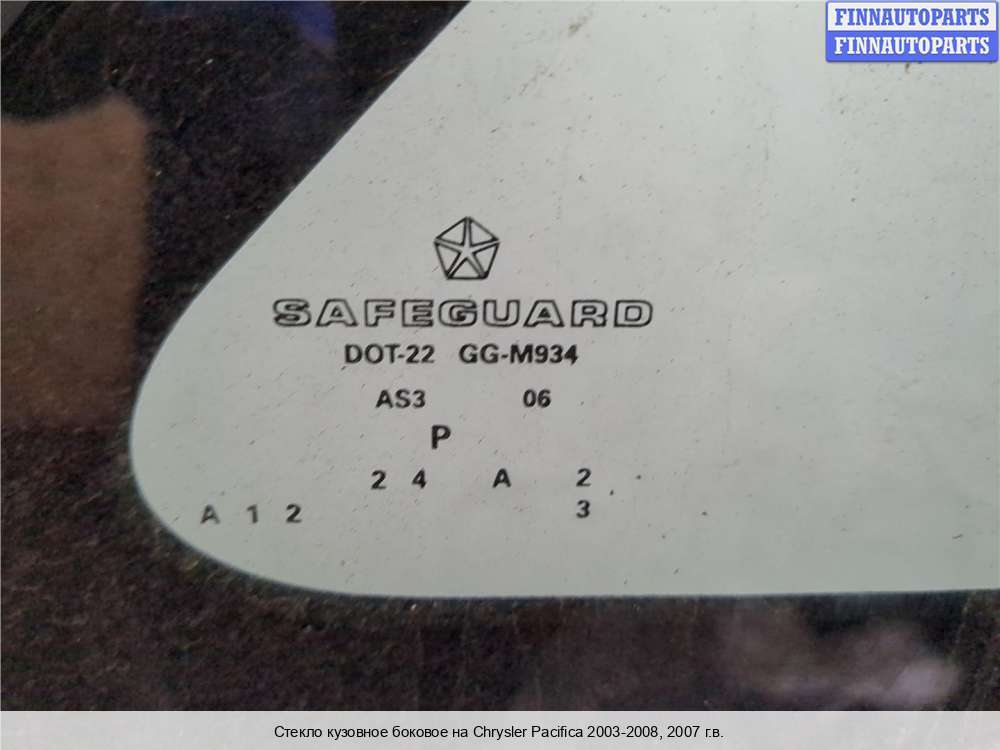 FINNAUTOPARTS
FINNAUTOPARTS
SAFEGUARD
DOT-22 GG-M934
AS3 06
P
2 4 A 2
A 1 2 3
Стекло кузовное боковое на Chrysler Pacifica 2003-2008, 2007 г.в.